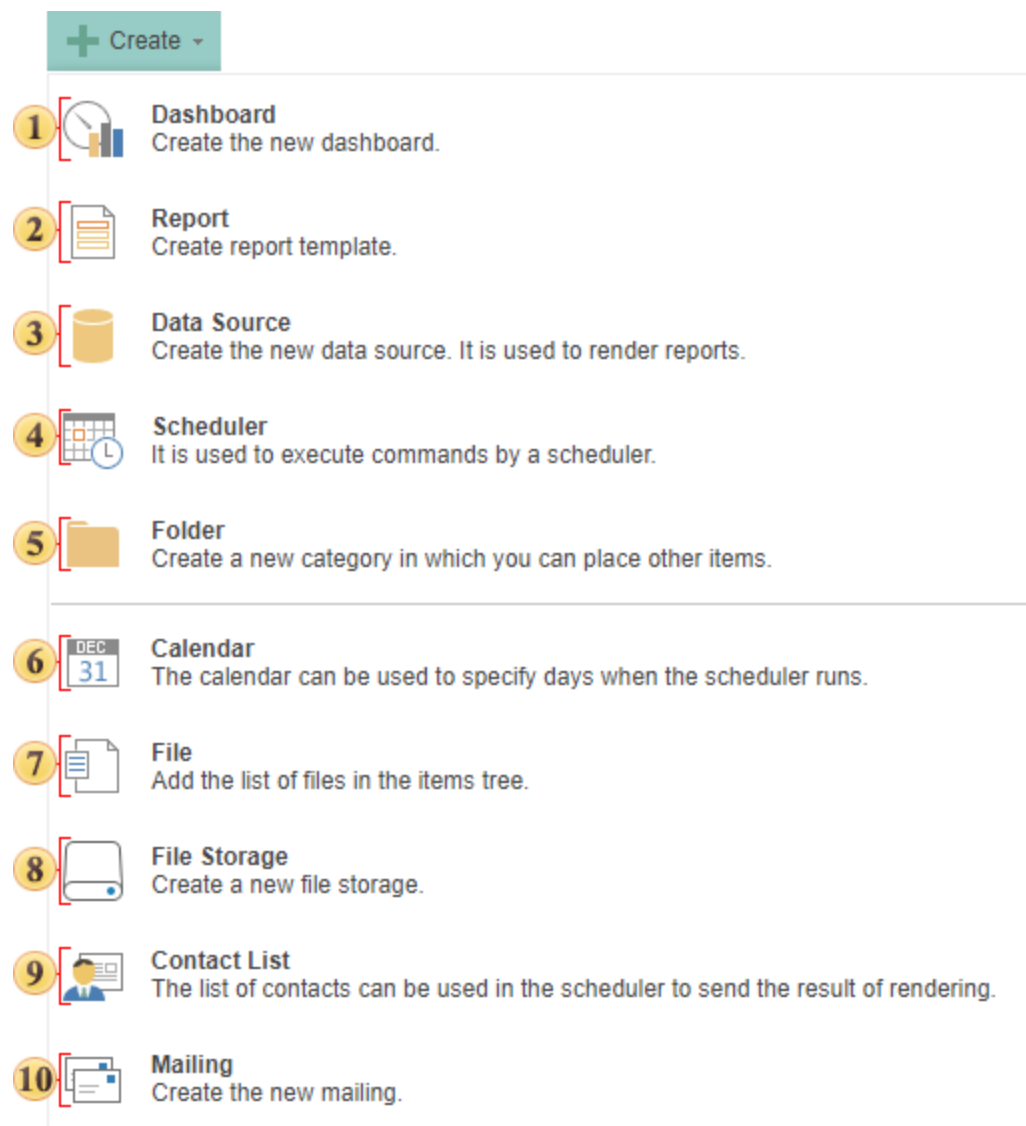 Create
1
Dashboard
Create the new dashboard.
2
Report
Create report template.
3
Data Source
Create the new data source. It is used to render reports.
4
Scheduler
It is used to execute commands by a scheduler.
5
Folder
Create a new category in which you can place other items.
6
DEC
31
Calendar
The calendar can be used to specify days when the scheduler runs.
7
File
Add the list of files in the items tree.
8
File Storage
Create a new file storage.
9
Contact List
The list of contacts can be used in the scheduler to send the result of rendering.
10
Mailing
Create the new mailing.